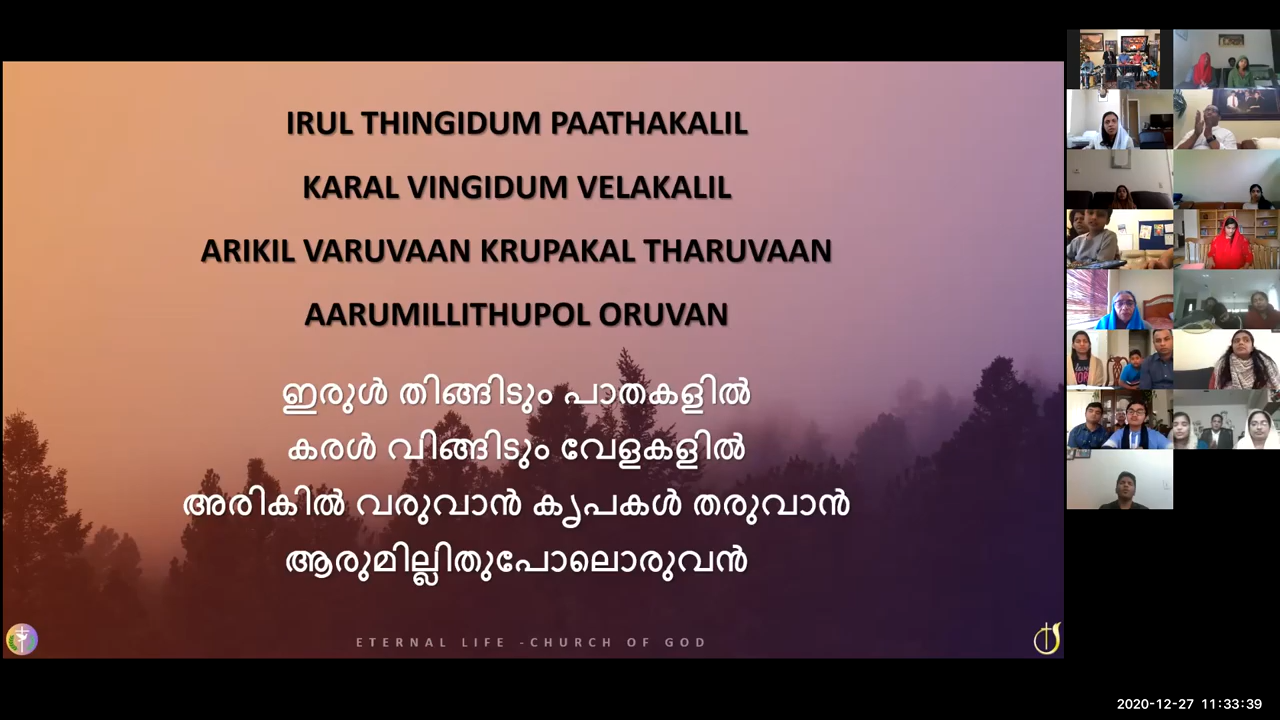 IRUL THINGIDUM PAATHAKALIL
KARAL VINGIDUM VELAKALIL
ARIKIL VARUVAAN KRUPAKAL THARUVAAN
AARUMILLITHUPOL ORUVAN
ഇരുൾ തിങ്ങിടും പാതകളിൽ
കരൾ വിങ്ങിടും വേളകളിൽ
അരികിൽ വരുവാൻ കൃപകൾ തരുവാൻ
ആരുമില്ലിതുപോലൊരുവൻ
ETERNAL LIFE -CHURCH OF GOD
2020-12-27 11:33:39